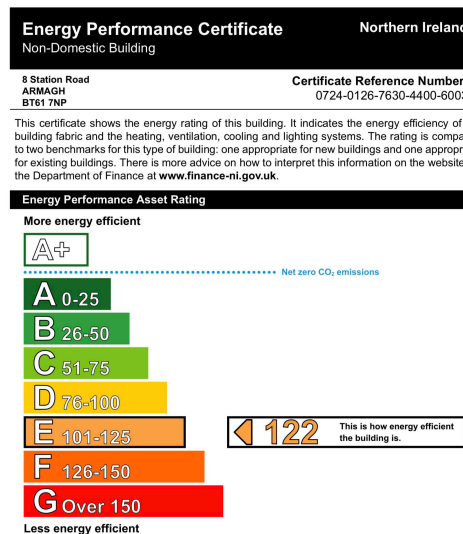 Energy Performance Certificate
Northern Ireland
Non-Domestic Building
8 Station Road
ARMAGH
BT61 7NP
Certificate Reference Number
0724-0126-7630-4400-6003
This certificate shows the energy rating of this building. It indicates the energy efficiency of
building fabric and the heating, ventilation, cooling and lighting systems. The rating is compa
to two benchmarks for this type of building: one appropriate for new buildings and one appropr
for existing buildings. There is more advice on how to interpret this information on the website
the Department of Finance at www.finance-ni.gov.uk.
Energy Performance Asset Rating
More energy efficient
A+
Net zero CO₂ emissions
A 0-25
B 26-50
C 51-75
D 76-100
E 101-125
122
This is how energy efficient
the building is.
F 126-150
G Over 150
Less energy efficient